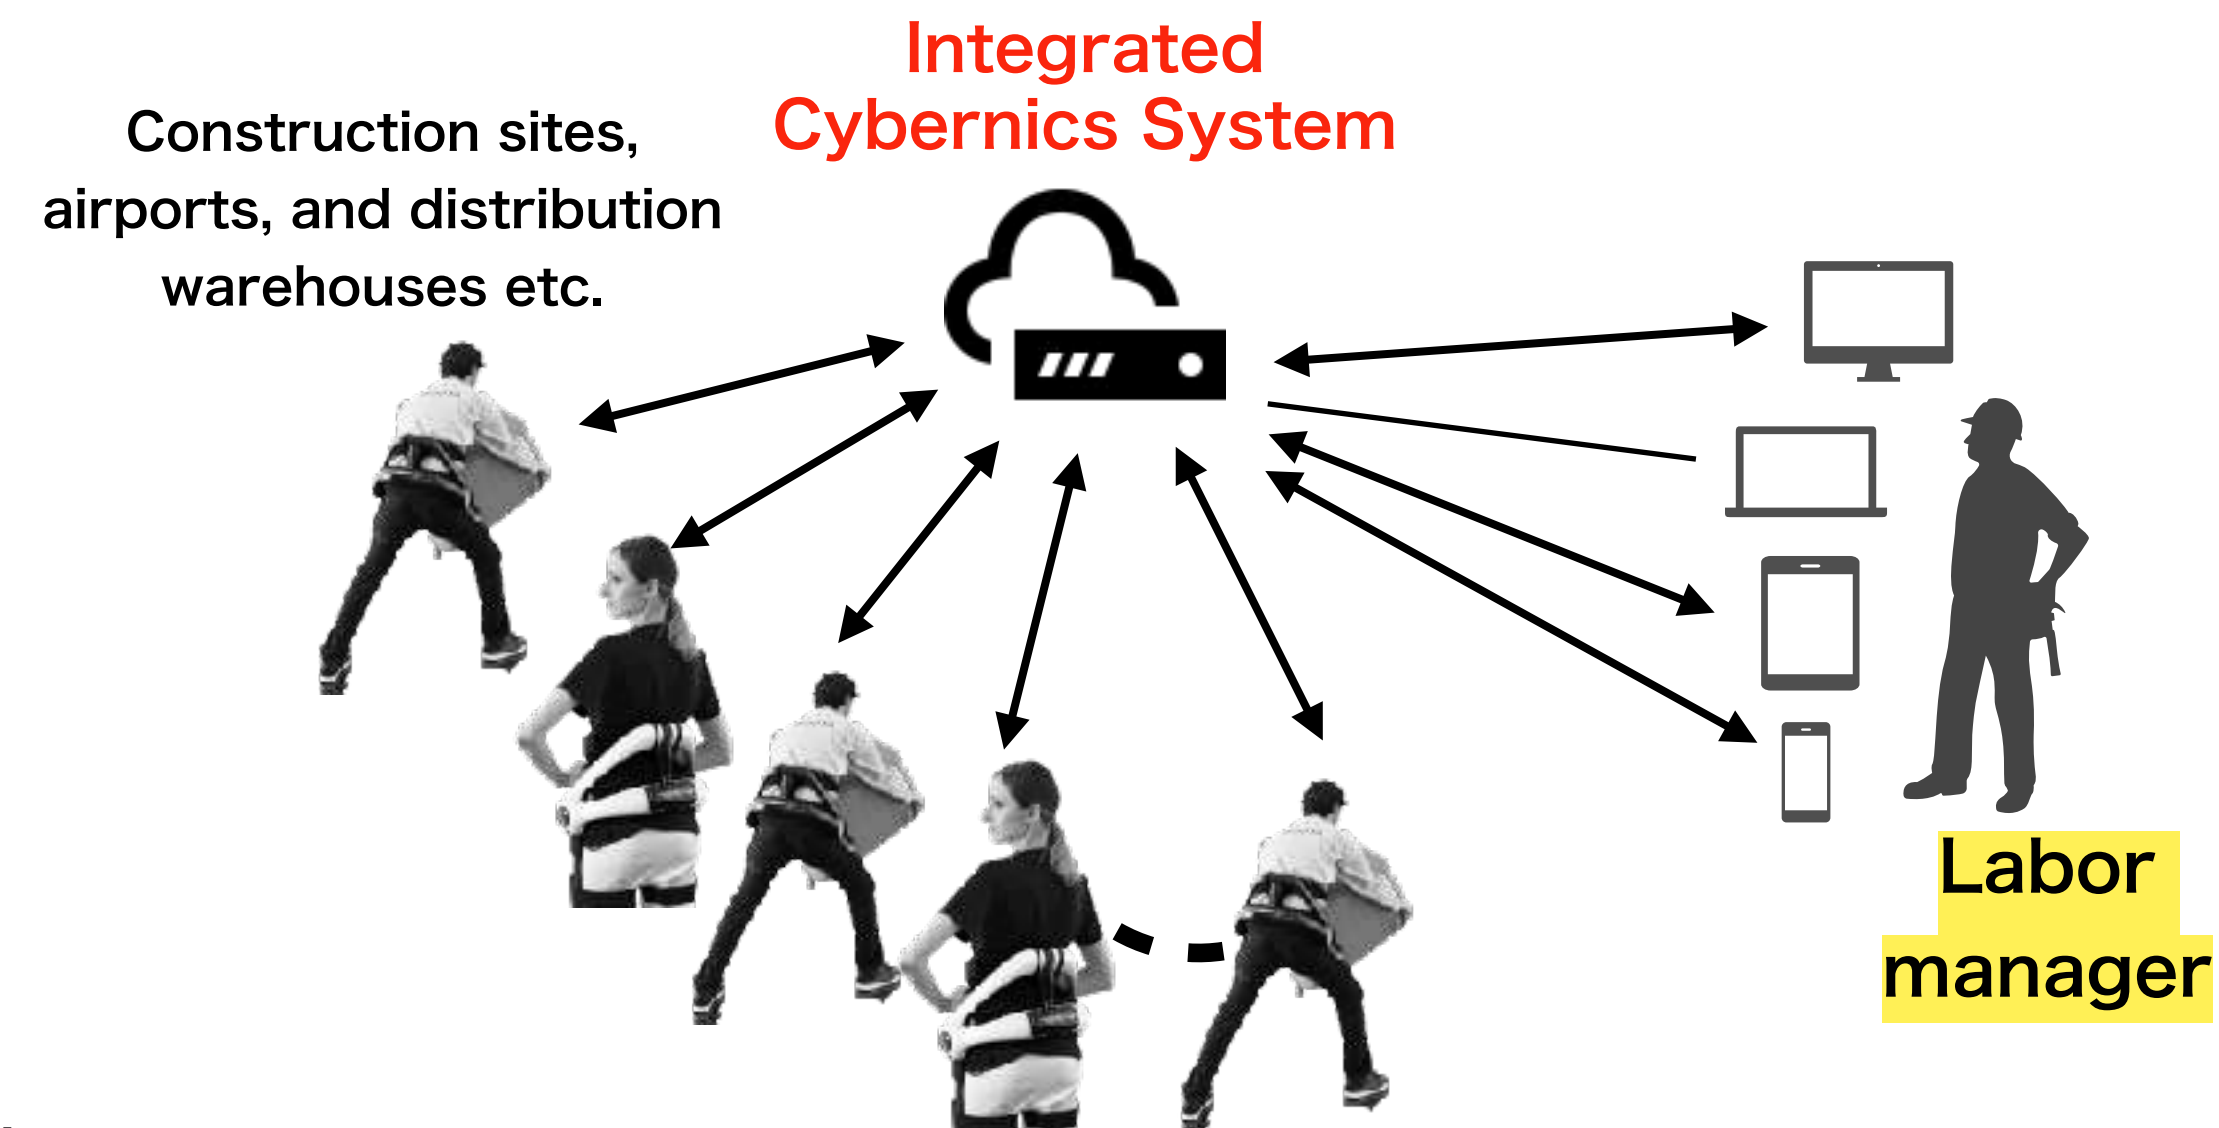 Integrated
Cybernics System
Construction sites,
airports, and distribution
warehouses etc.
Labor
manager